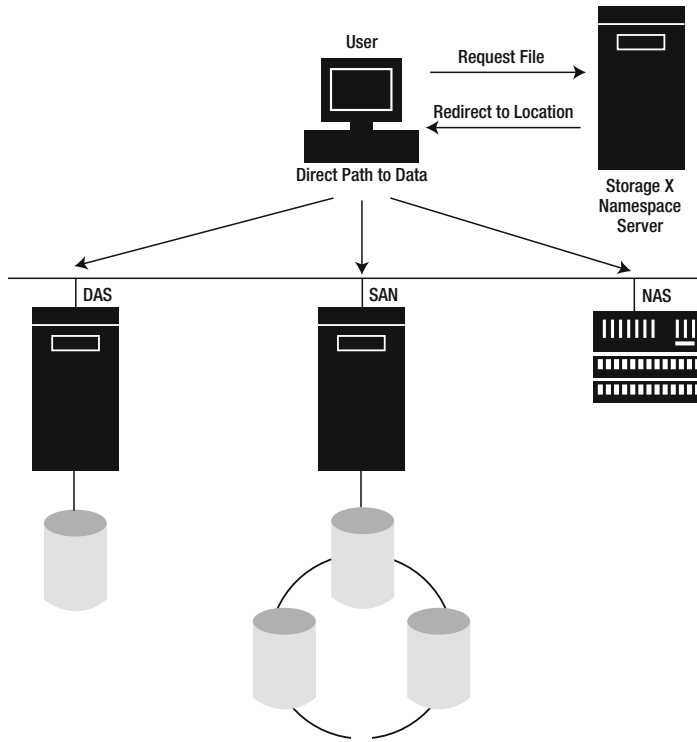 User
Request File
Redirect to Location
Direct Path to Data
Storage X
Namespace
Server
DAS
SAN
NAS